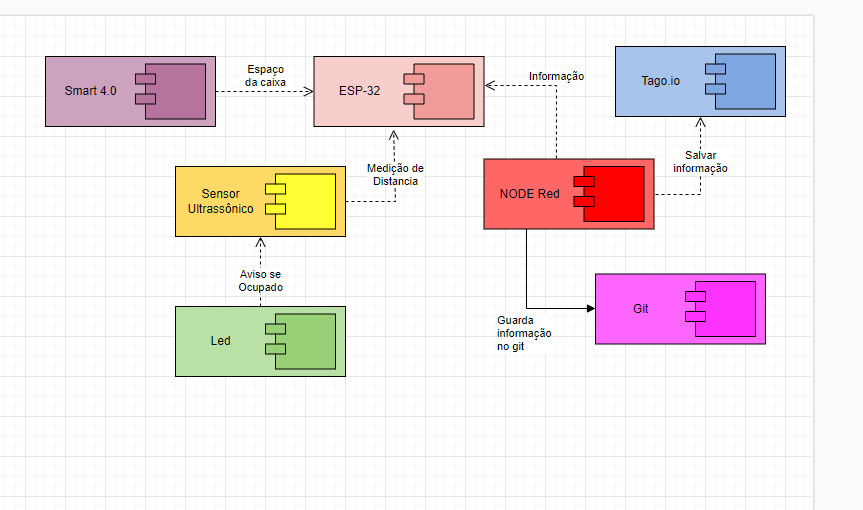 Smart 4.0
Espaço
da caixa
ESP-32
Informação
Tago.io
Sensor
Ultrassônico
Medição de
Distancia
NODE Red
Salvar
informação
Aviso se
Ocupado
Led
Guarda
informação
no git
Git